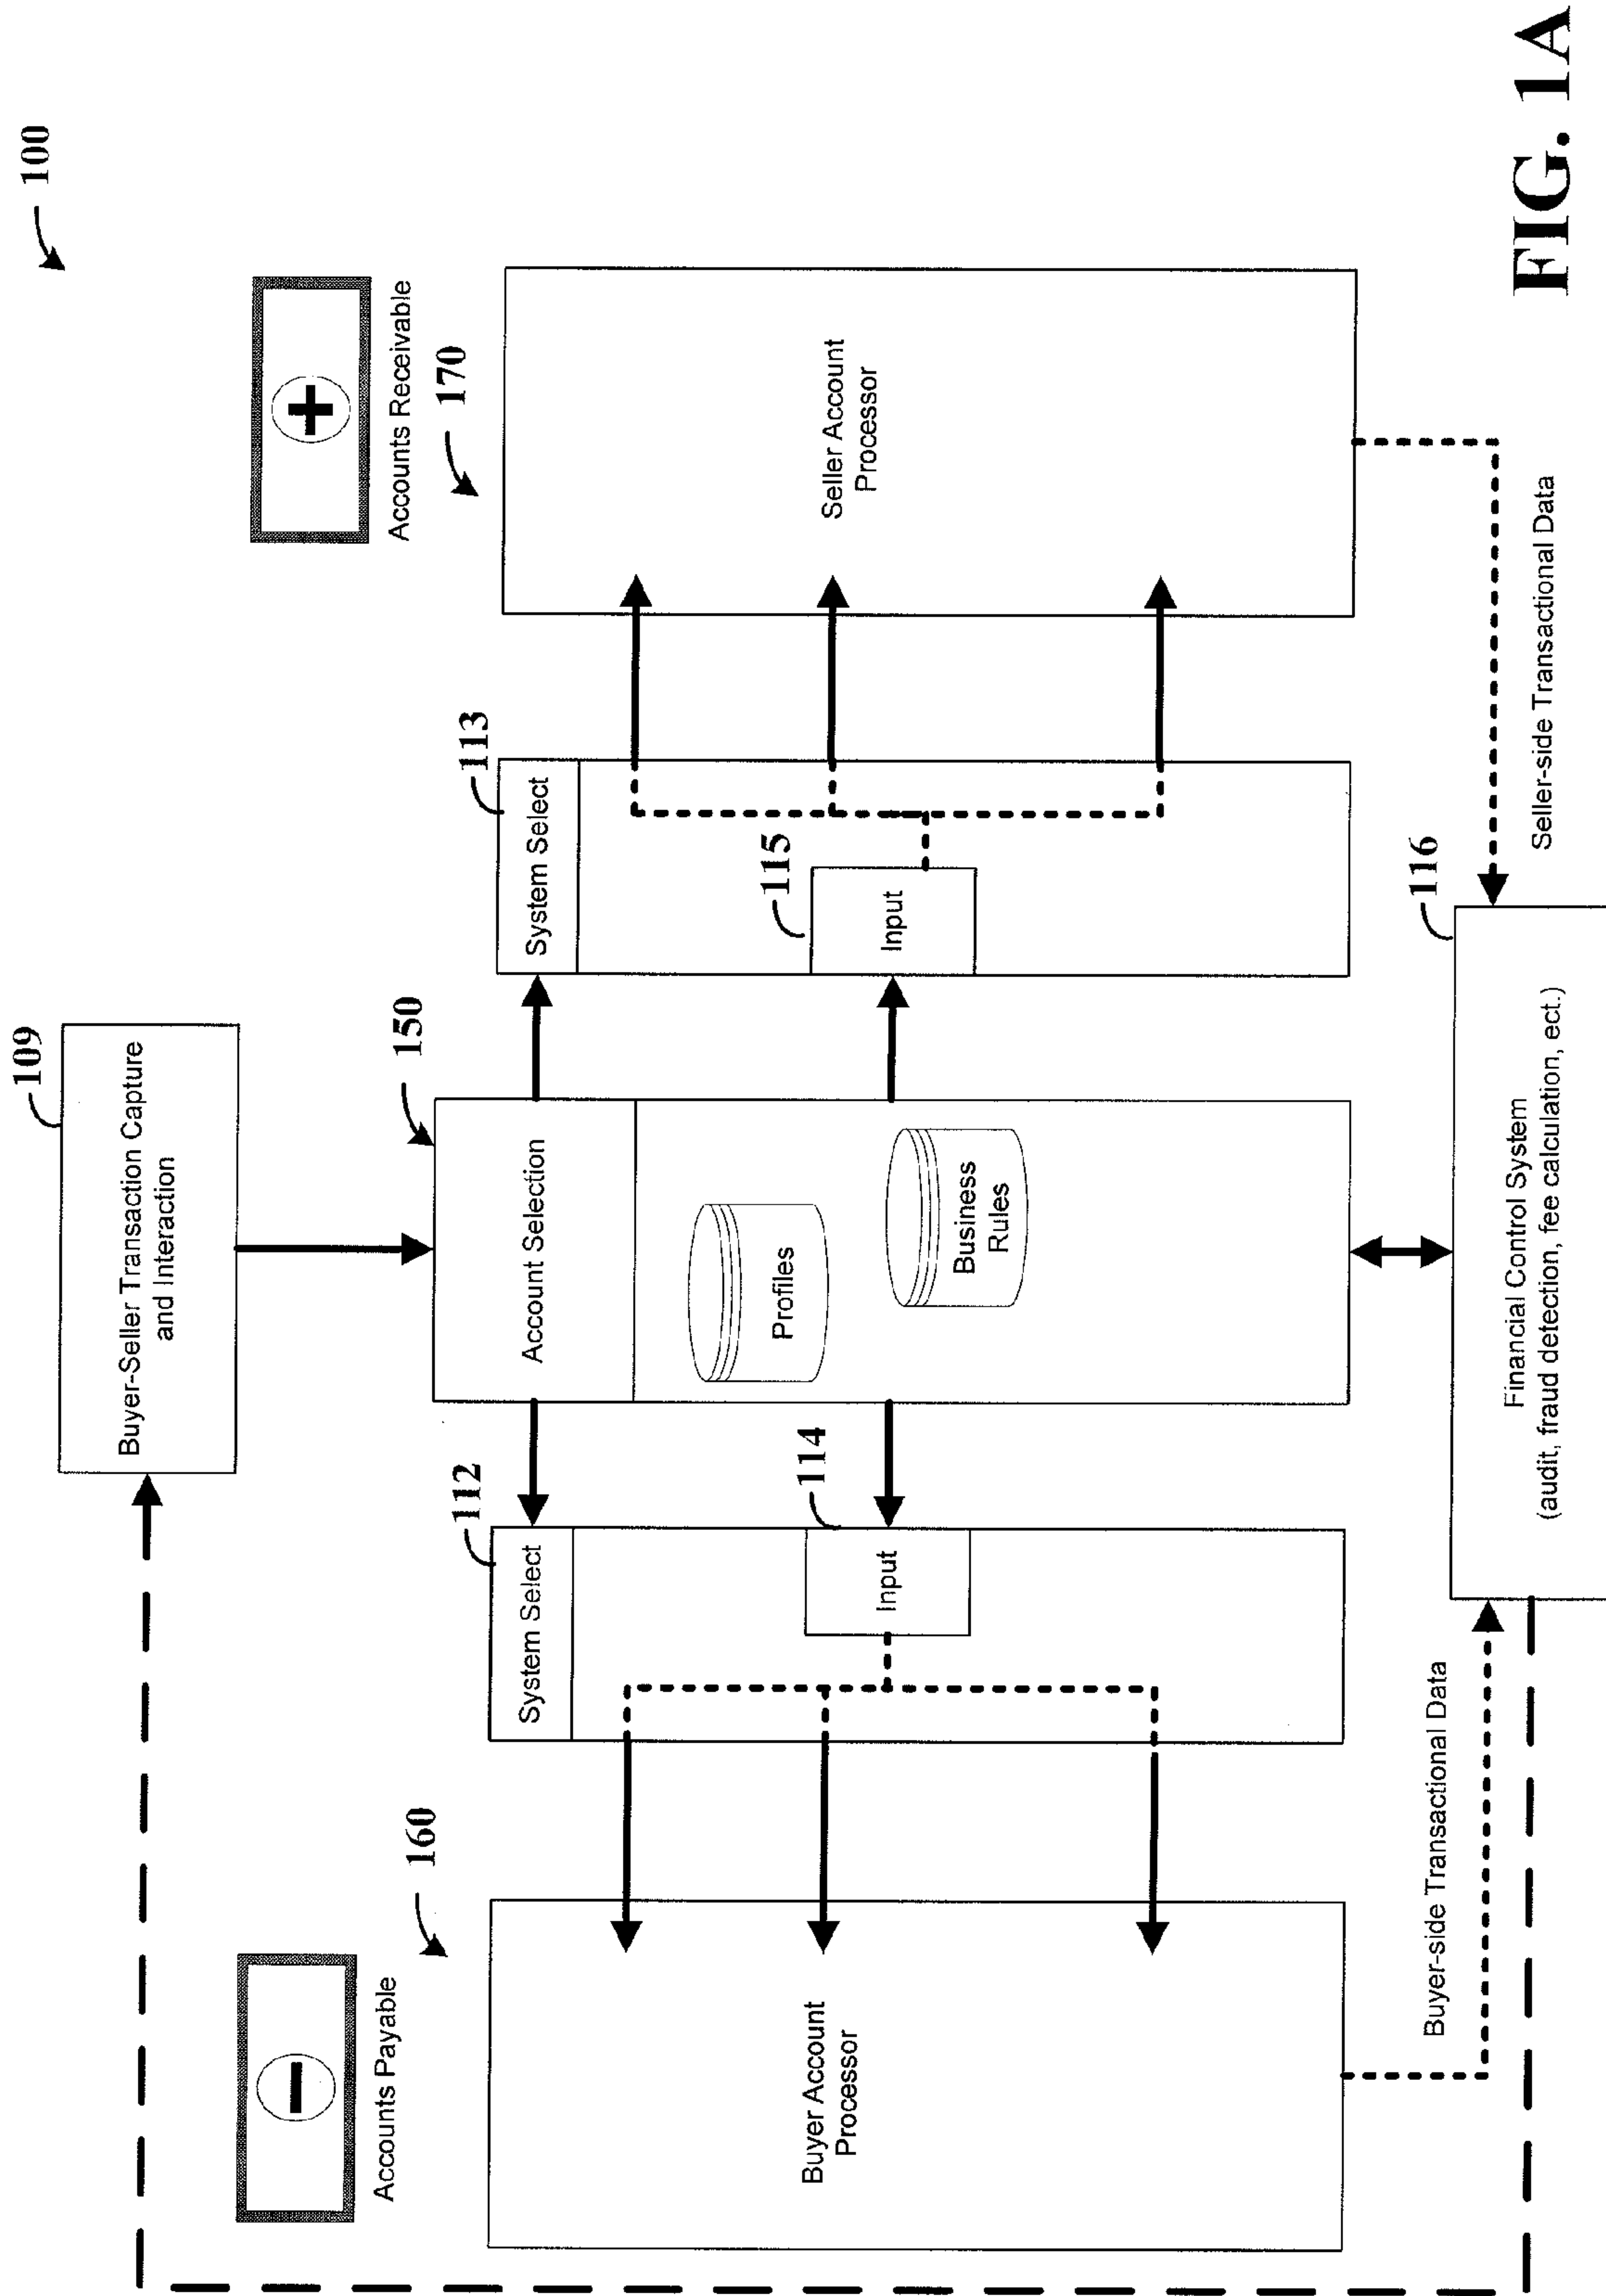 100
109
Buyer-Seller Transaction Capture
and Interaction
Accounts Payable
Accounts Receivable
160
112
150
113
170
System Select
Account Selection
System Select
Profiles
Business
Rules
114
Input
115
Input
Buyer Account
Processor
Seller Account
Processor
116
Buyer-side Transactional Data
Financial Control System
(audit, fraud detection, fee calculation, ect.)
Seller-side Transactional Data
FIG. 1A